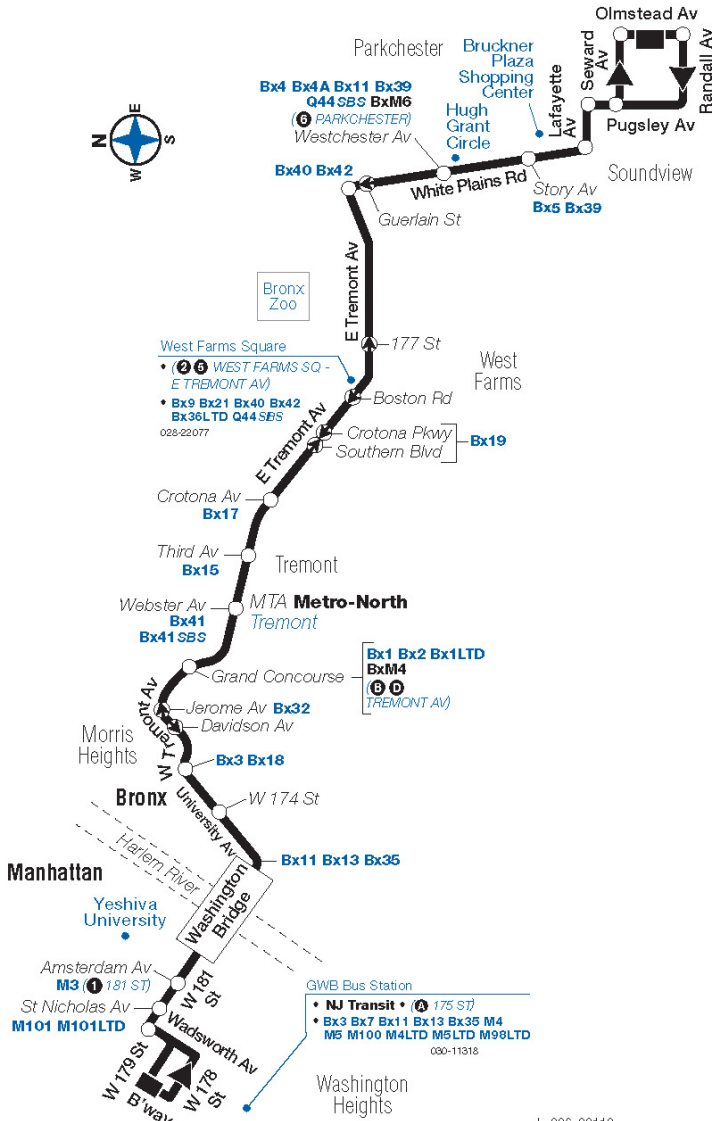 Olmstead Av
Seward Av
Randall Av
Pugsley Av
Lafayette Av
Parkchester
Bruckner
Plaza
Shopping
Center
Bx4 Bx4A Bx11 Bx39
Q44 SBS BxM6
(6 PARKCHESTER)
Westchester Av
Hugh
Grant
Circle
N
E
S
W
Bx40 Bx42
White Plains Rd
Soundview
Story Av
Bx5 Bx39
Guerlain St
E Tremont Av
Bronx
Zoo
177 St
West
Farms
West Farms Square
• (2 5 WEST FARMS SQ -
E TREMONT AV)
• Bx9 Bx21 Bx40 Bx42
Bx36LTD Q44 SBS
028-22077
Boston Rd
E Tremont Av
Crotona Pkwy
Southern Blvd
Bx19
Crotona Av
Bx17
Third Av
Bx15
Tremont
Webster Av
Bx41
Bx41 SBS
MTA Metro-North
Tremont
Grand Concourse
Bx1 Bx2 Bx1LTD
BxM4
(B D
TREMONT AV)
W Tremont Av
Jerome Av Bx32
Davidson Av
Morris
Heights
Bx3 Bx18
Bronx
University Av
W 174 St
Harlem River
Bx11 Bx13 Bx35
Manhattan
Washington
Bridge
Yeshiva
University
Amsterdam Av
M3 (1 181 ST)
W 181
St
St Nicholas Av
M101 M101LTD
Wadsworth Av
W 179 St
W 178
St
B'way
GWB Bus Station
• NJ Transit • (A 175 ST)
• Bx3 Bx7 Bx11 Bx13 Bx35 M4
M5 M100 M4LTD M5LTD M98LTD
030-11318
Washington
Heights